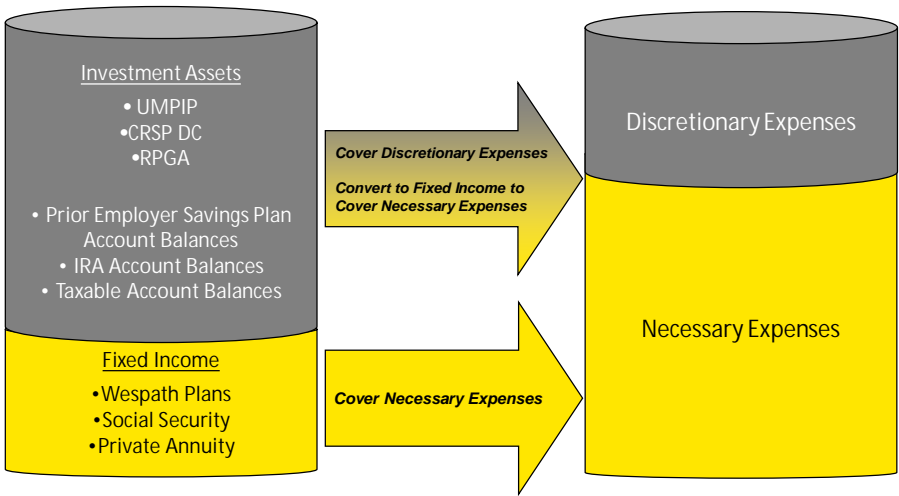 Investment Assets
• UMPIP
•CRSP DC
•RPGA
• Prior Employer Savings Plan
Account Balances
• IRA Account Balances
• Taxable Account Balances
Fixed Income
•Wespath Plans
•Social Security
•Private Annuity
Cover Discretionary Expenses
Convert to Fixed Income to
Cover Necessary Expenses
Cover Necessary Expenses
Discretionary Expenses
Necessary Expenses